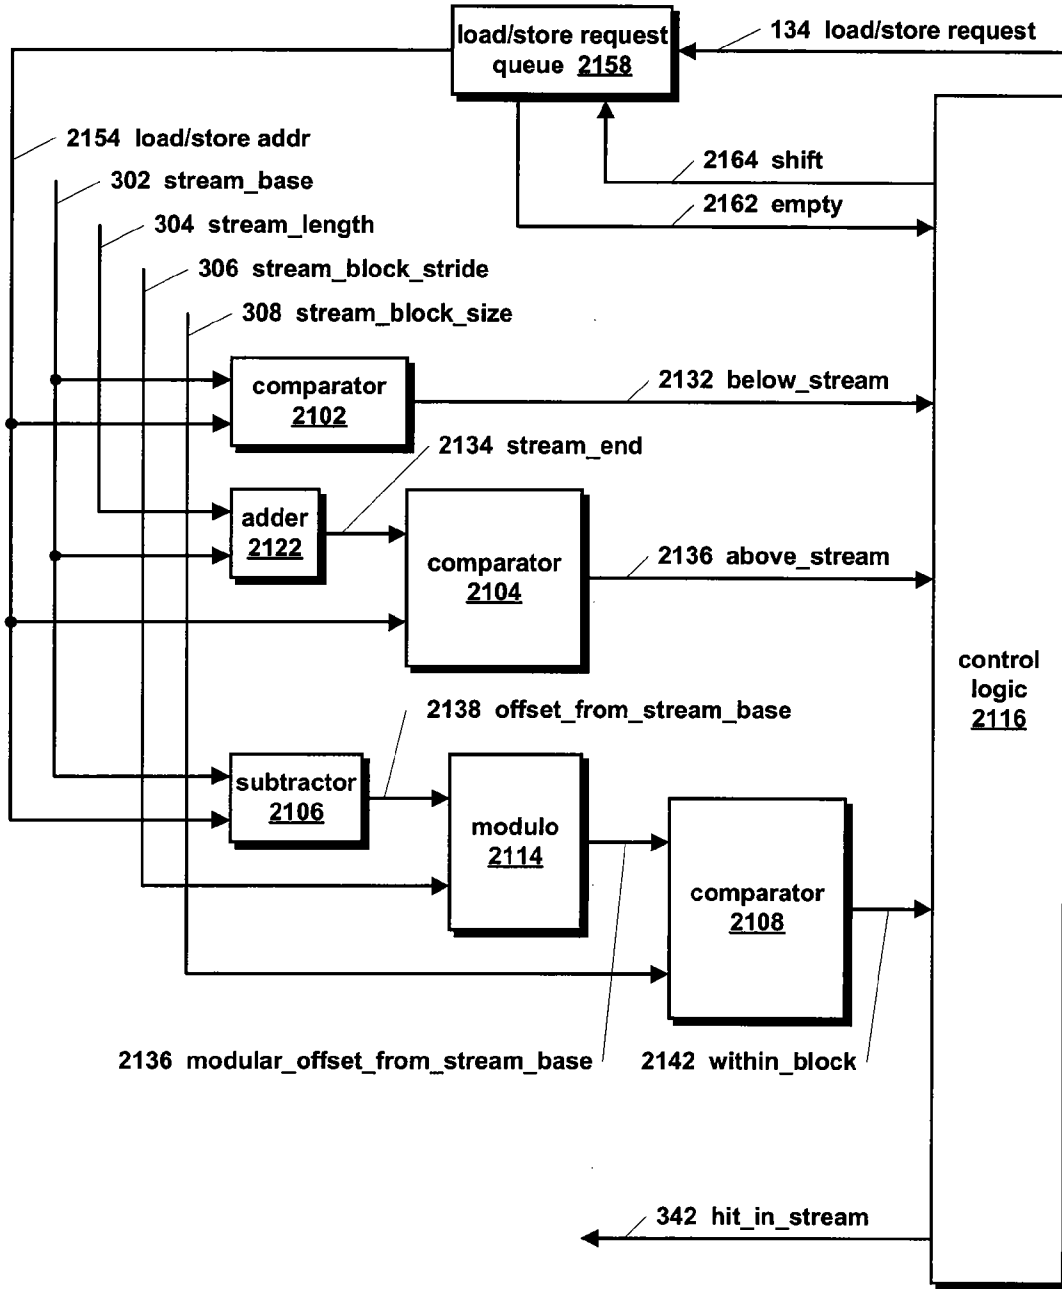 load/store request
queue 2158
134 load/store request
2154 load/store addr
302 stream_base
304 stream_length
306 stream_block_stride
308 stream_block_size
2164 shift
2162 empty
comparator
2102
2132 below_stream
2134 stream_end
adder
2122
comparator
2104
2136 above_stream
control
logic
2116
2138 offset_from_stream_base
subtractor
2106
modulo
2114
comparator
2108
2136 modular_offset_from_stream_base
2142 within_block
342 hit_in_stream